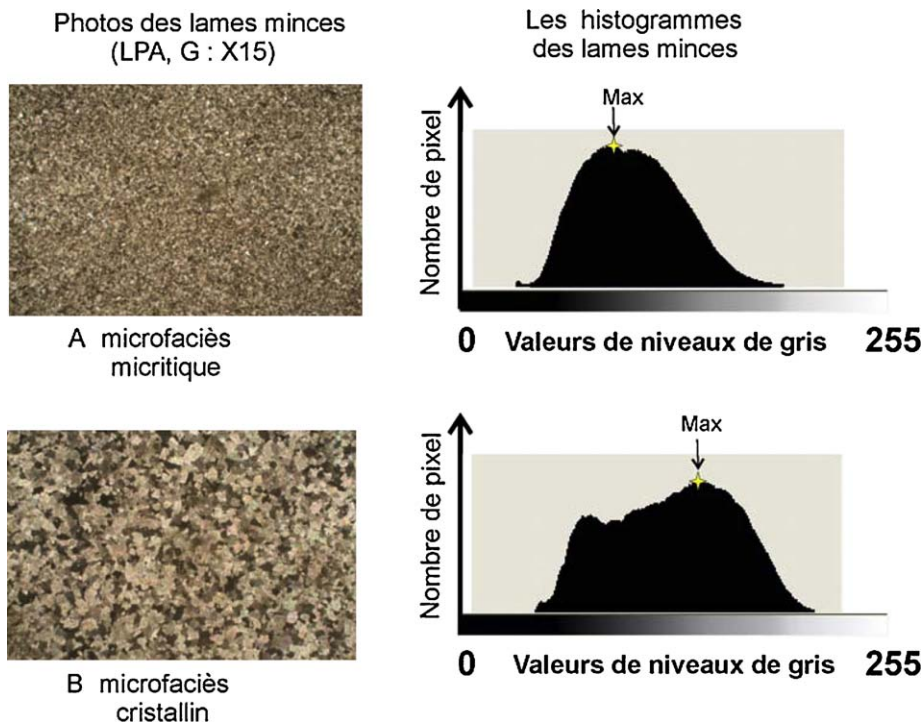 Photos des lames minces
(LPA, G : X15)
Les histogrammes
des lames minces
Max
Nombre de pixel
0 Valeurs de niveaux de gris 255
A microfaciès
micritique
Max
Nombre de pixel
0 Valeurs de niveaux de gris 255
B microfaciès
cristallin